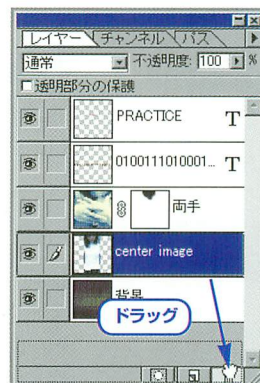 レイヤー チャンネル パス
通常 不透明度: 100 %
透明部分の保護
PRACTICE T
0100111010001... T
両手
center image
背景
ドラッグ